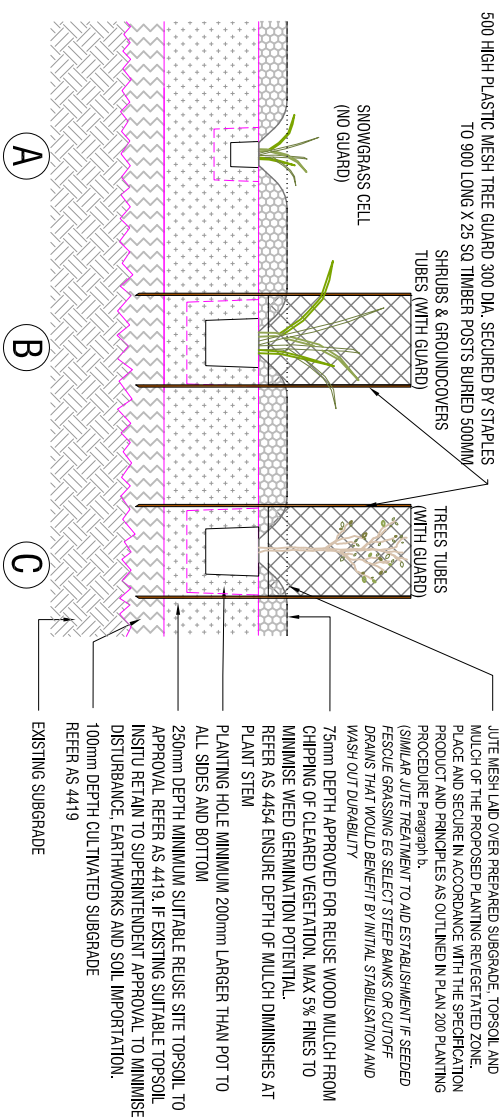 500 HIGH PLASTIC MESH TREE GUARD 300 DIA. SECURED BY STAPLES
TO 900 LONG X 25 SQ TIMBER POSTS BURIED 500MM
SNOWGRASS CELL
(NO GUARD)
SHRUBS & GROUNDCOVERS
TUBES (WITH GUARD)
TREES TUBES
(WITH GUARD)
A
B
C
JUTE MESH LAID OVER PREPARED SUBGRADE, TOPSOIL AND
MULCH OF THE PROPOSED PLANTING REVEGETATED ZONE.
PLACE AND SECURE IN ACCORDANCE WITH THE SPECIFICATION
PRODUCT AND PRINCIPLES AS OUTLINED IN PLAN 200 PLANTING
PROCEDURE Paragraph b.
(SIMILAR JUTE TREATMENT TO AID ESTABLISHMENT IF SEEDED
FESCUE GRASSING EG SELECT STEEP BANKS OR CUTOFF
DRAINS THAT WOULD BENEFIT BY INITIAL STABILISATION AND
WASH OUT DURABILITY
75mm DEPTH APPROVED FOR REUSE WOOD MULCH FROM
CHIPPING OF CLEARED VEGETATION. MAX 5% FINES TO
MINIMISE WEED GERMINATION POTENTIAL.
REFER AS 4454 ENSURE DEPTH OF MULCH DIMINISHES AT
PLANT STEM
PLANTING HOLE MINIMUM 200mm LARGER THAN POT TO
ALL SIDES AND BOTTOM
250mm DEPTH MINIMUM SUITABLE REUSE SITE TOPSOIL TO
APPROVAL REFER AS 4419. IF EXISTING SUITABLE TOPSOIL
INSITU RETAIN TO SUPERINTENDENT APPROVAL TO MINIMISE
DISTURBANCE, EARTHWORKS AND SOIL IMPORTATION.
100mm DEPTH CULTIVATED SUBGRADE
REFER AS 4419
EXISTING SUBGRADE